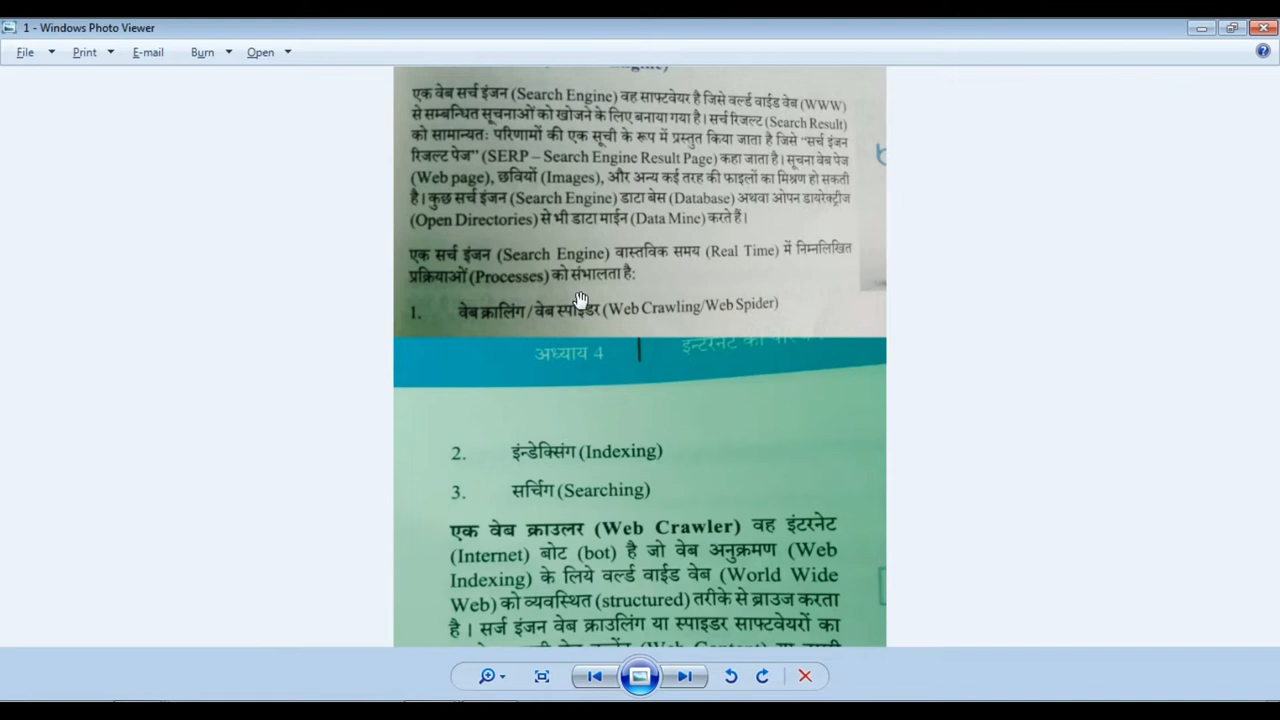 1 - Windows Photo Viewer
File Print E-mail Burn Open
एक वेब सर्च इंजन (Search Engine) वह साफ्टवेयर है जिसे वर्ल्ड वाईड वेब (WWW)
से सम्बन्धित सूचनाओं को खोजने के लिए बनाया गया है। सर्च रिजल्ट (Search Result)
को सामान्यतः परिणामों की एक सूची के रूप में प्रस्तुत किया जाता है जिसे “सर्च इंजन
रिजल्ट पेज” (SERP – Search Engine Result Page) कहा जाता है। सूचना वेब पेज
(Web page), छवियों (Images), और अन्य कई तरह की फाइलों का मिश्रण हो सकती
है। कुछ सर्च इंजन (Search Engine) डाटा बेस (Database) अथवा ओपन डायरेक्ट्रीज
(Open Directories) से भी डाटा माईन (Data Mine) करते हैं।
एक सर्च इंजन (Search Engine) वास्तविक समय (Real Time) में निम्नलिखित
प्रक्रियाओं (Processes) को संभालता है:
1. वेब क्रालिंग / वेब स्पाइडर (Web Crawling/Web Spider)
अध्याय 4 इन्टरनेट का
2. इंन्डेक्सिंग (Indexing)
3. सर्चिंग (Searching)
एक वेब क्राउलर (Web Crawler) वह इंटरनेट
(Internet) बोट (bot) है जो वेब अनुक्रमण (Web
Indexing) के लिये वर्ल्ड वाईड वेब (World Wide
Web) को व्यवस्थित (structured) तरीके से ब्राउज करता
है । सर्ज इंजन वेब क्राउलिंग या स्पाइडर साफ्टवेयरों का